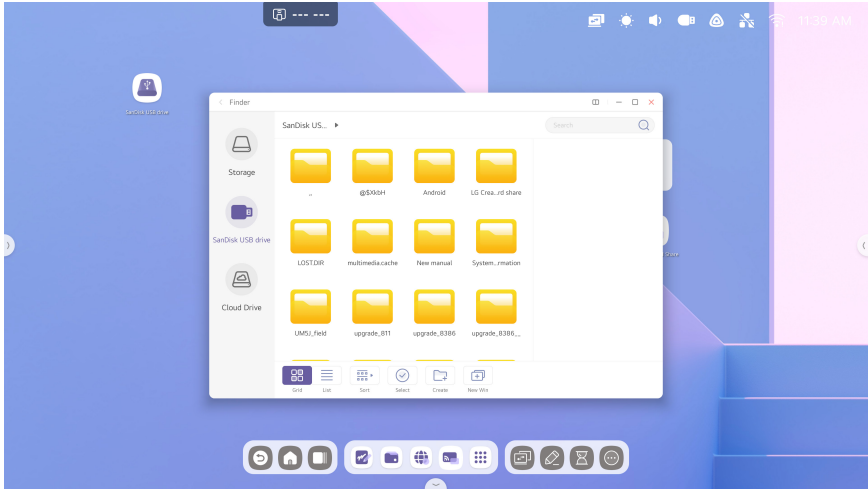 --- ---
11:39 AM
SanDisk USB drive
Finder
SanDisk US...
Search
Storage
SanDisk USB drive
Cloud Drive
..
@$XkbH
Android
LG Crea...rd share
LOST.DIR
multimedia.cache
New manual
System...rmation
UM5J_field
upgrade_811
upgrade_8386
upgrade_8386_...
Grid
List
Sort
Select
Create
New Win